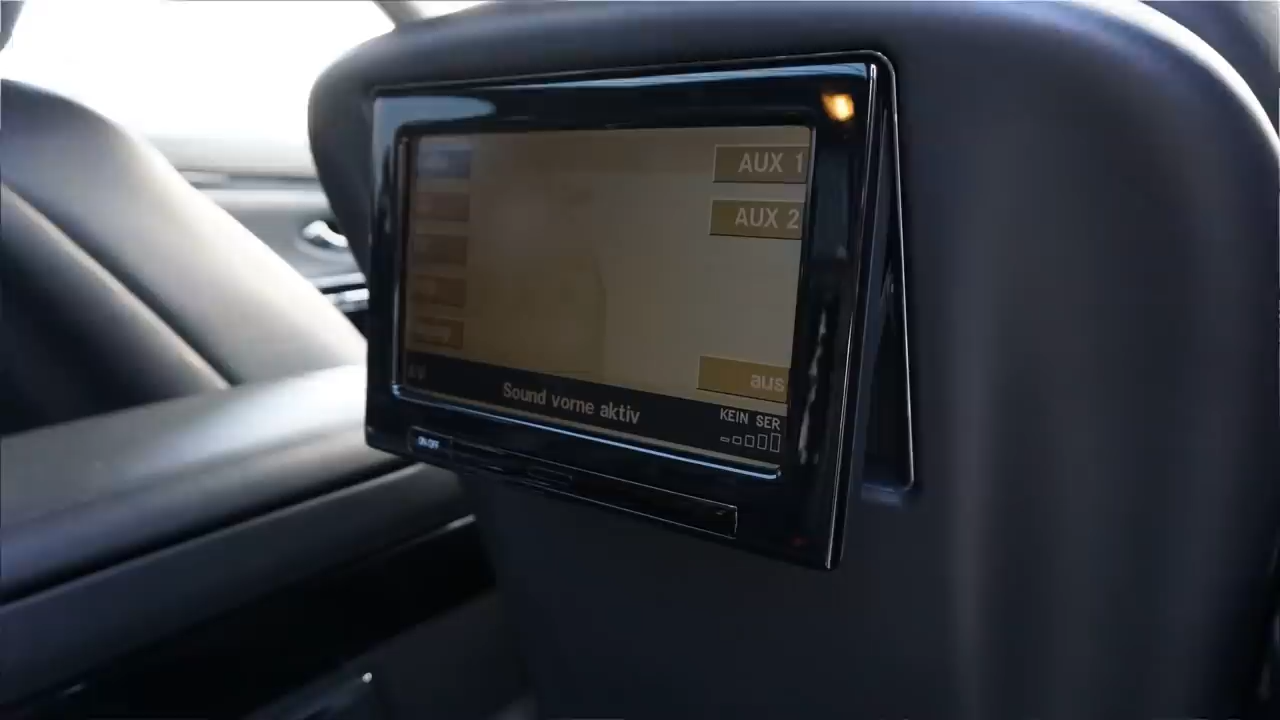 AUX 1
AUX 2
aus
Sound vorne aktiv
KEIN SER
ON·OFF